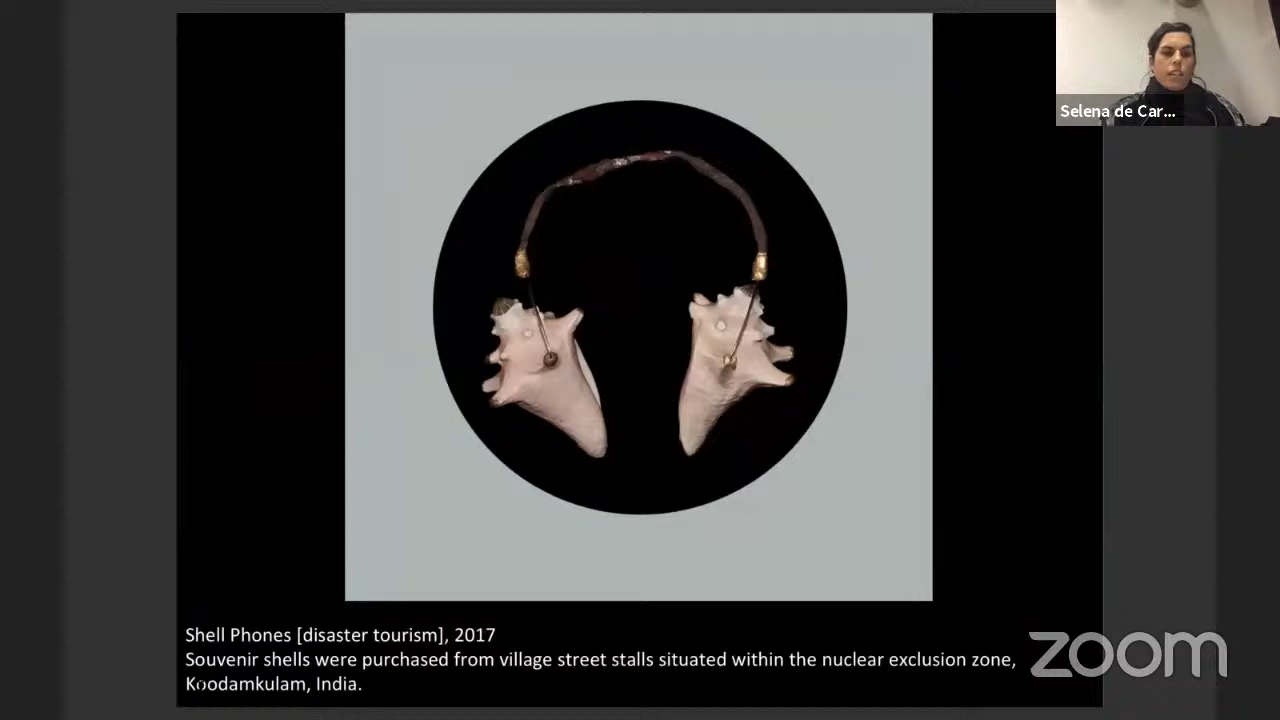 Selena de Car...
Shell Phones [disaster tourism], 2017
Souvenir shells were purchased from village street stalls situated within the nuclear exclusion zone,
Koodamkulam, India.
zoom